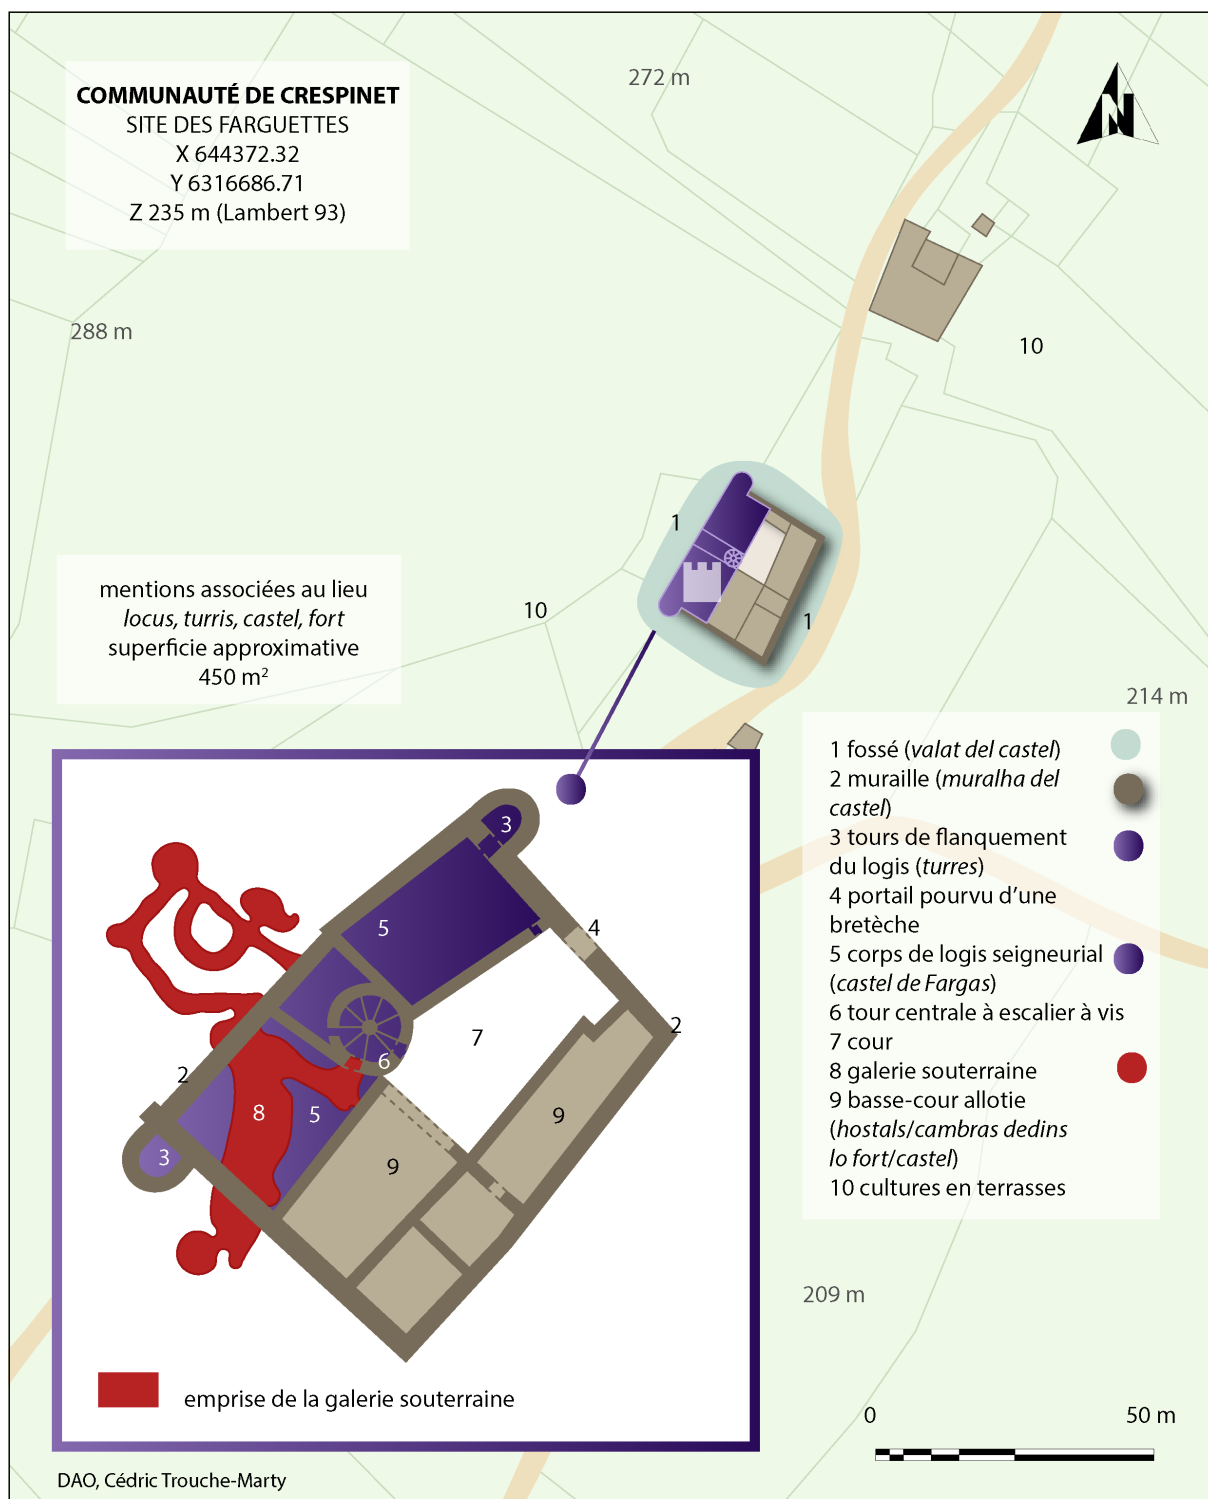 COMMUNAUTÉ DE CRESPINET
SITE DES FARGUETTES
X 644372.32
Y 6316686.71
Z 235 m (Lambert 93)
272 m
N
288 m
10
1
mentions associées au lieu
locus, turris, castel, fort
superficie approximative
450 m²
10
1
214 m
1 fossé (valat del castel)
2 muraille (muralha del
castel)
3 tours de flanquement
du logis (turres)
4 portail pourvu d’une
bretèche
5 corps de logis seigneurial
(castel de Fargas)
6 tour centrale à escalier à vis
7 cour
8 galerie souterraine
9 basse-cour allotie
(hostals/cambras dedins
lo fort/castel)
10 cultures en terrasses
3
5
4
7
2
6
2
8
5
9
3
9
emprise de la galerie souterraine
209 m
0
50 m
DAO, Cédric Trouche-Marty